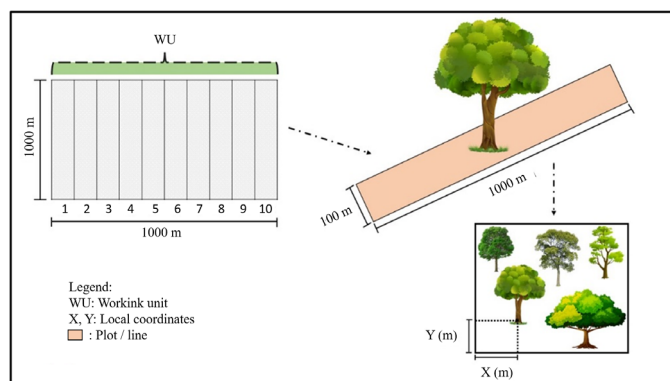 WU
1000 m
1 2 3 4 5 6 7 8 9 10
1000 m
100 m
1000 m
Legend:
WU: Workink unit
X, Y: Local coordinates
: Plot / line
Y (m)
X (m)